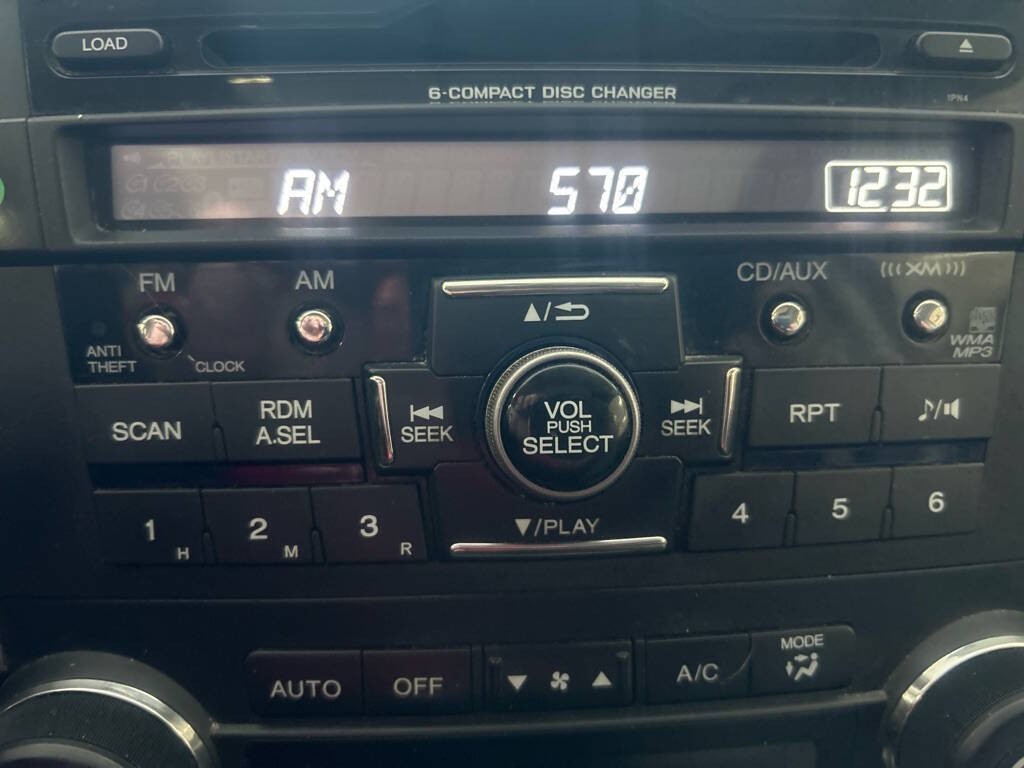 LOAD
6-COMPACT DISC CHANGER
1PN4
AM 570 12 32
FM AM CD/AUX (((XM)))
▲/
ANTI
THEFT
CLOCK
WMA
MP3
SCAN
RDM
A.SEL
SEEK
VOL
PUSH
SELECT
SEEK
RPT
1 H
2 M
3 R
▼/PLAY
4 5 6
AUTO OFF ▼ ▲ A/C MODE